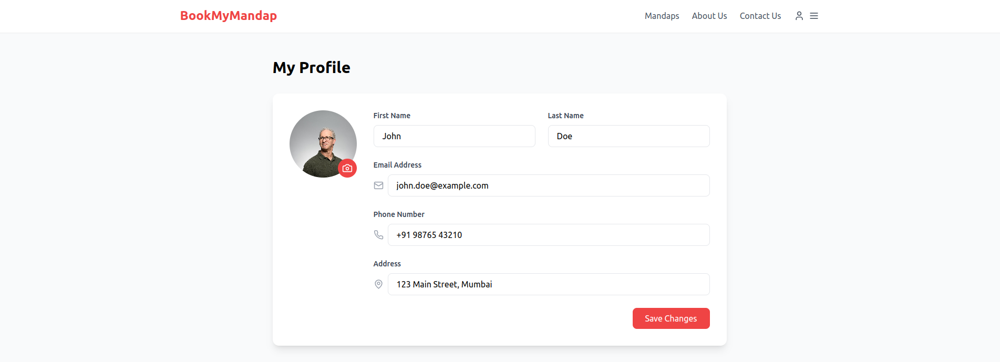 BookMyMandap
Mandaps About Us Contact Us
My Profile
First Name Last Name
John Doe
Email Address
john.doe@example.com
Phone Number
+91 98765 43210
Address
123 Main Street, Mumbai
Save Changes